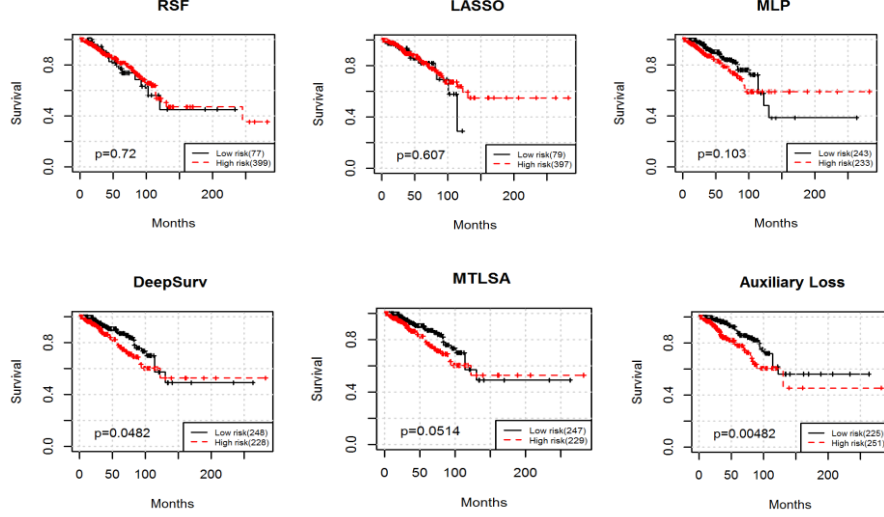 RSF
LASSO
MLP
Survival
0.8
0.4
0.0
p=0.72
Low risk(77)
High risk(399)
0 50 100 200
Months
Survival
0.8
0.4
0.0
p=0.607
Low risk(79)
High risk(397)
0 50 100 200
Months
Survival
0.8
0.4
0.0
p=0.103
Low risk(243)
High risk(233)
0 50 100 200
Months
DeepSurv
MTLSA
Auxiliary Loss
Survival
0.8
0.4
0.0
p=0.0482
Low risk(248)
High risk(228)
0 50 100 200
Months
Survival
0.8
0.4
0.0
p=0.0514
Low risk(247)
High risk(229)
0 50 100 200
Months
Survival
0.8
0.4
0.0
p=0.00482
Low risk(225)
High risk(251)
0 50 100 200
Months